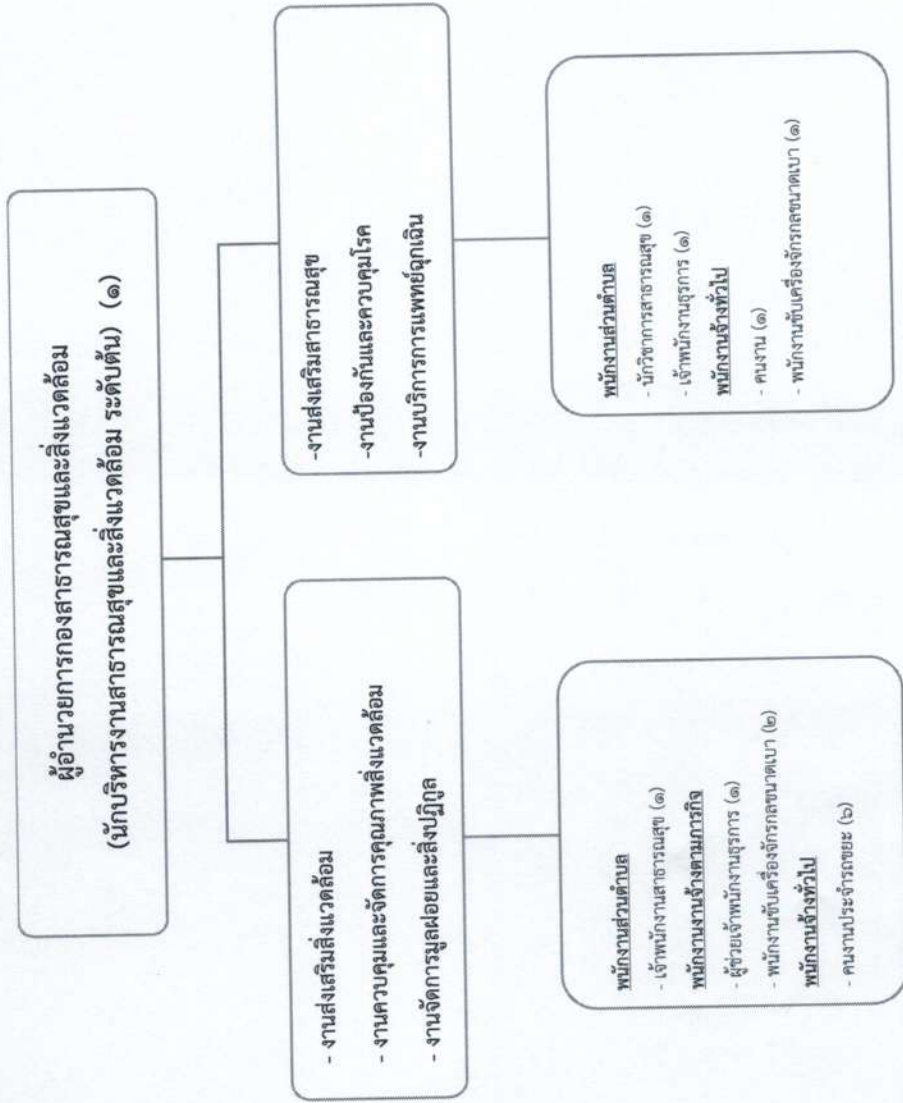 ผู้อำนวยการกองสาธารณสุขและสิ่งแวดล้อม
(นักบริหารงานสาธารณสุขและสิ่งแวดล้อม ระดับต้น) (๑)
- งานส่งเสริมสิ่งแวดล้อม
- งานควบคุมและจัดการคุณภาพสิ่งแวดล้อม
- งานจัดการมูลฝอยและสิ่งปฏิกูล
-งานส่งเสริมสาธารณสุข
-งานป้องกันและควบคุมโรค
-งานบริการการแพทย์ฉุกเฉิน
พนักงานส่วนตำบล
- เจ้าพนักงานสาธารณสุข (๑)
พนักงานงานจ้างตามภารกิจ
- ผู้ช่วยเจ้าพนักงานธุรการ (๑)
- พนักงานขับเครื่องจักรกลขนาดเบา (๒)
พนักงานจ้างทั่วไป
- คนงานประจำรถขยะ (๖)
พนักงานส่วนตำบล
- นักวิชาการสาธารณสุข (๑)
- เจ้าพนักงานธุรการ (๑)
พนักงานจ้างทั่วไป
- คนงาน (๑)
- พนักงานขับเครื่องจักรกลขนาดเบา (๑)